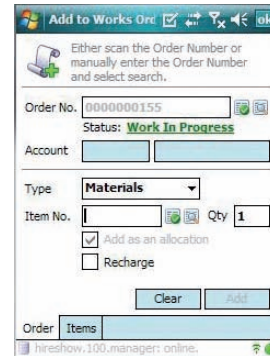 Add to Works Ord
ok
Either scan the Order Number or
manually enter the Order Number
and select search.
Order No. 0000000155
Status: Work In Progress
Account
Type Materials
Item No. Qty 1
Add as an allocation
Recharge
Clear Add
Order Items
hireshow.100.manager: online.